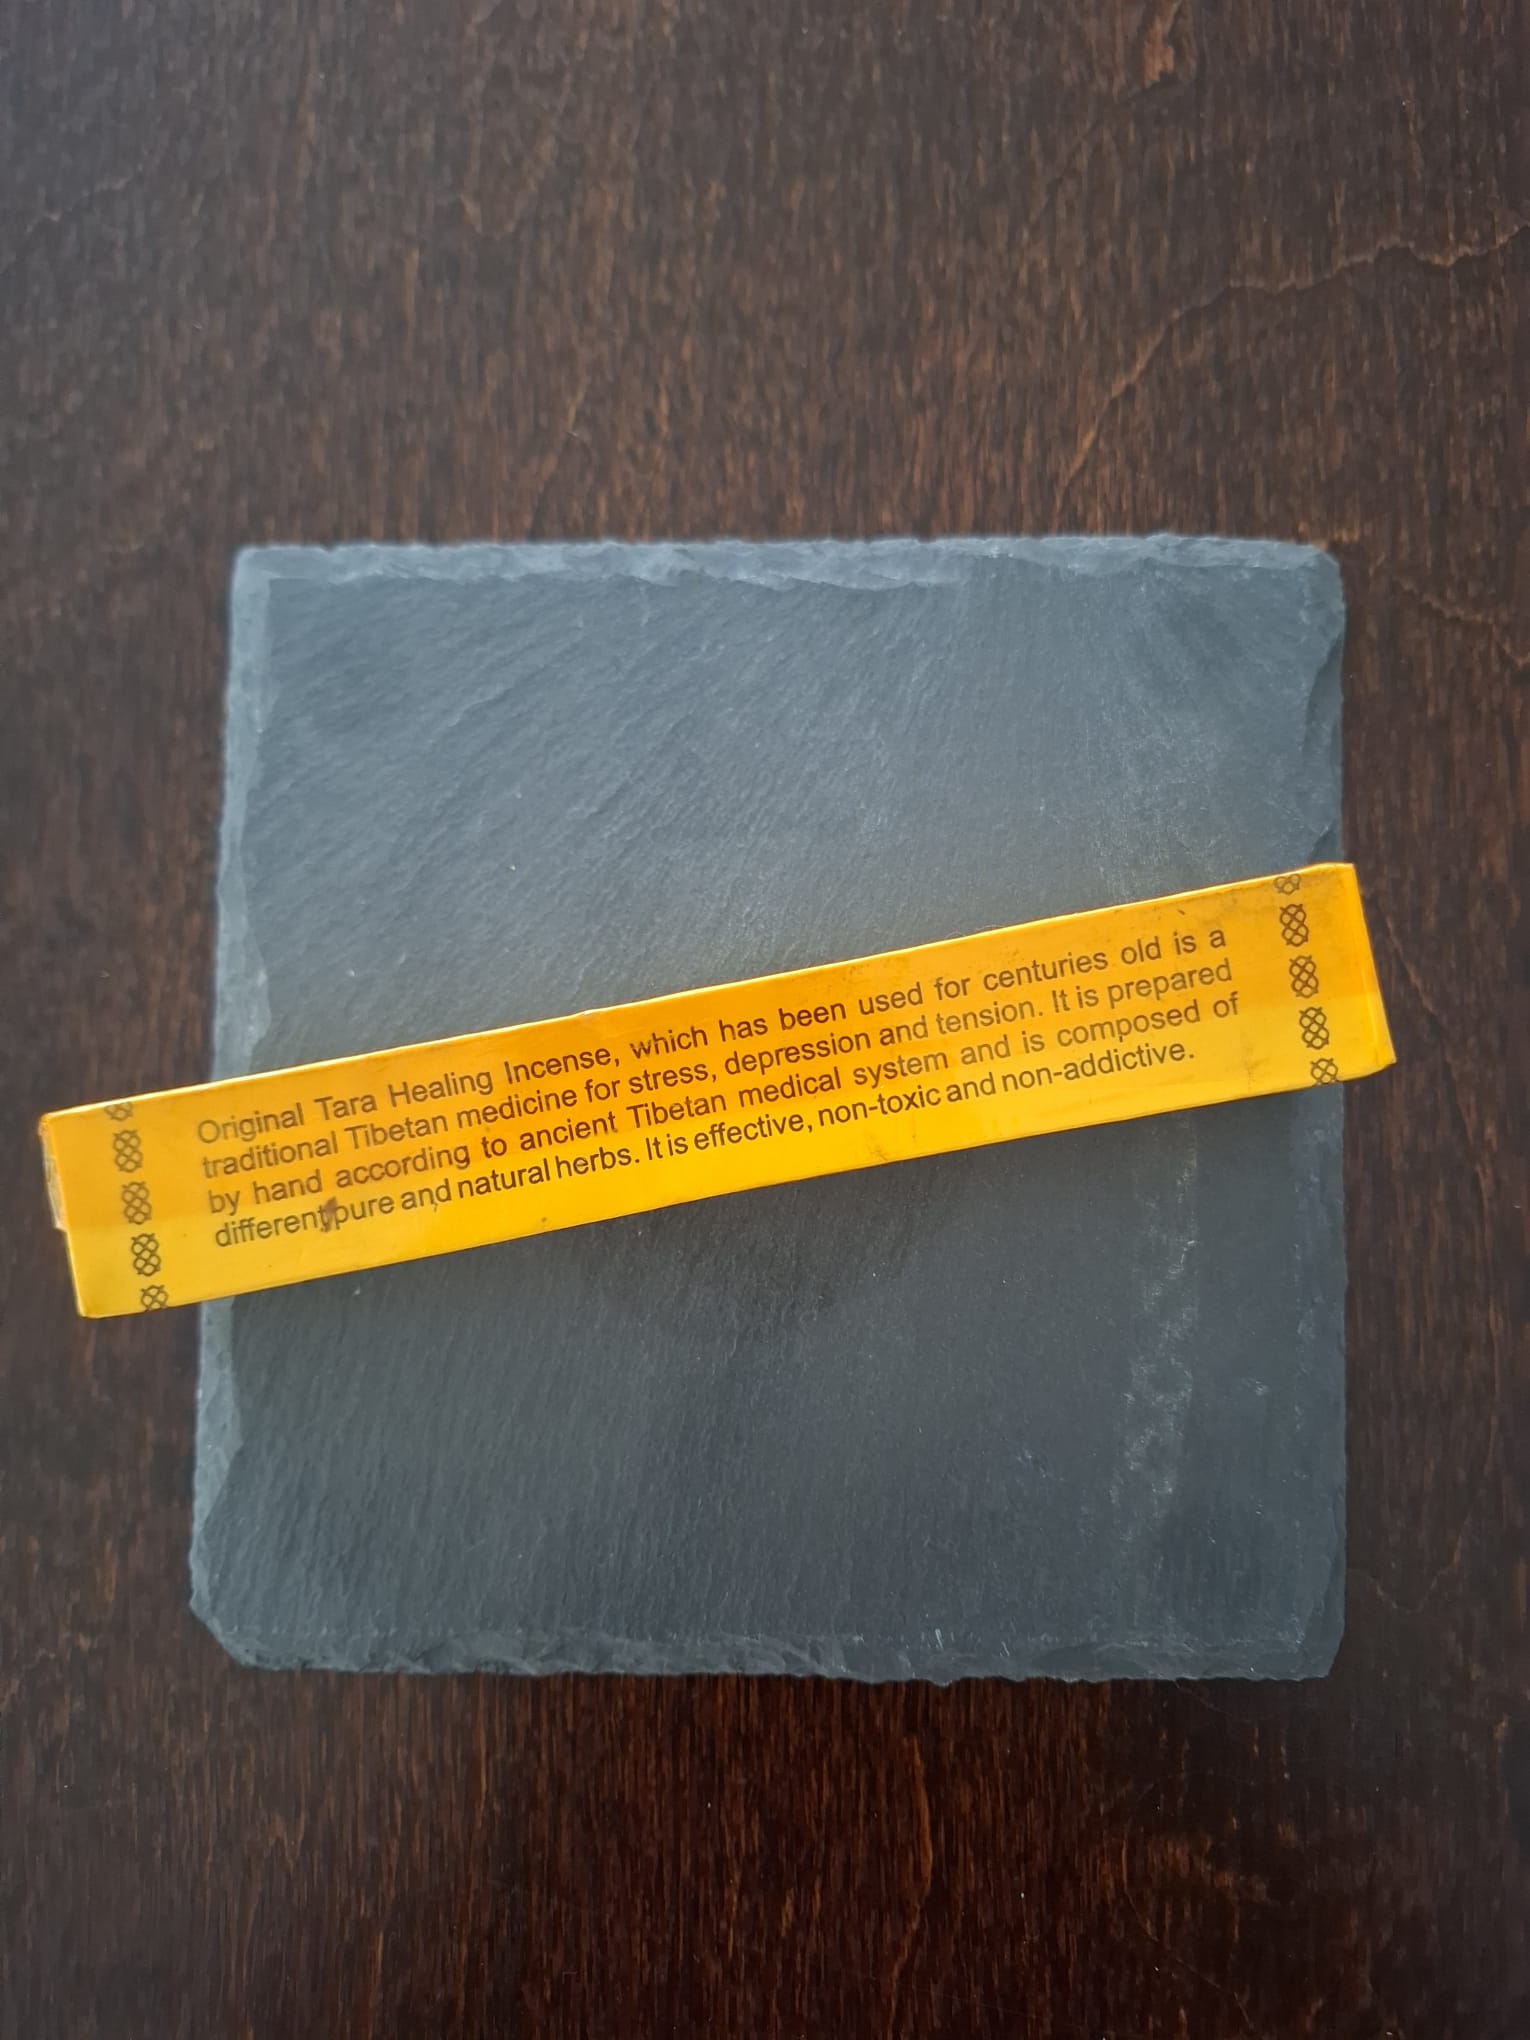 Original Tara Healing Incense, which has been used for centuries old is a
traditional Tibetan medicine for stress, depression and tension. It is prepared
by hand according to ancient Tibetan medical system and is composed of
different pure and natural herbs. It is effective, non-toxic and non-addictive.